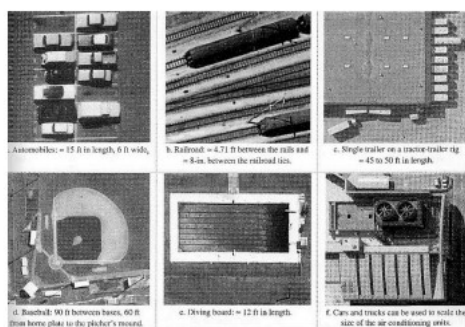 a. Automobiles: ≈ 15 ft in length, 6 ft wide,
b. Railroad: ≈ 4.71 ft between the rails and
≈ 8-in. between the railroad ties.
c. Single trailer on a tractor-trailer rig
≈ 45 to 50 ft in length.
d. Baseball: 90 ft between bases, 60 ft
from home plate to the pitcher's mound.
e. Diving board: ≈ 12 ft in length.
f. Cars and trucks can be used to scale the
size of the air-conditioning units.